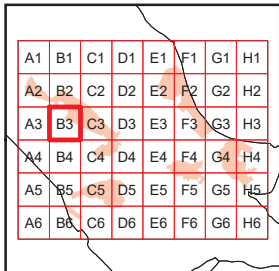 A1 B1 C1 D1 E1 F1 G1 H1
A2 B2 C2 D2 E2 F2 G2 H2
A3 B3 C3 D3 E3 F3 G3 H3
A4 B4 C4 D4 E4 F4 G4 H4
A5 B5 C5 D5 E5 F5 G5 H5
A6 B6 C6 D6 E6 F6 G6 H6